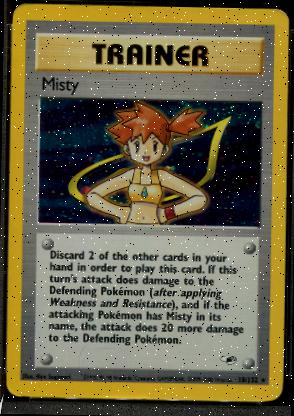 TRAINER
Misty
Discard 2 of the other cards in your
hand in order to play this card. If this
turn's attack does damage to the
Defending Pokémon (after applying
Weakness and Resistance), and if the
attacking Pokémon has Misty in its
name, the attack does 20 more damage
to the Defending Pokémon.
18/132